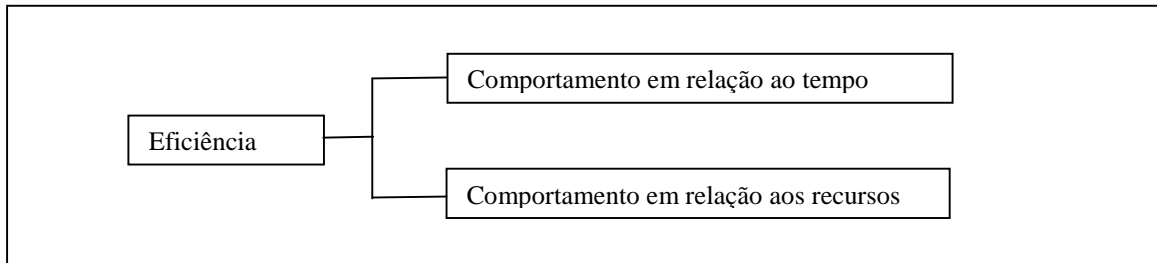 Comportamento em relação ao tempo
Eficiência
Comportamento em relação aos recursos